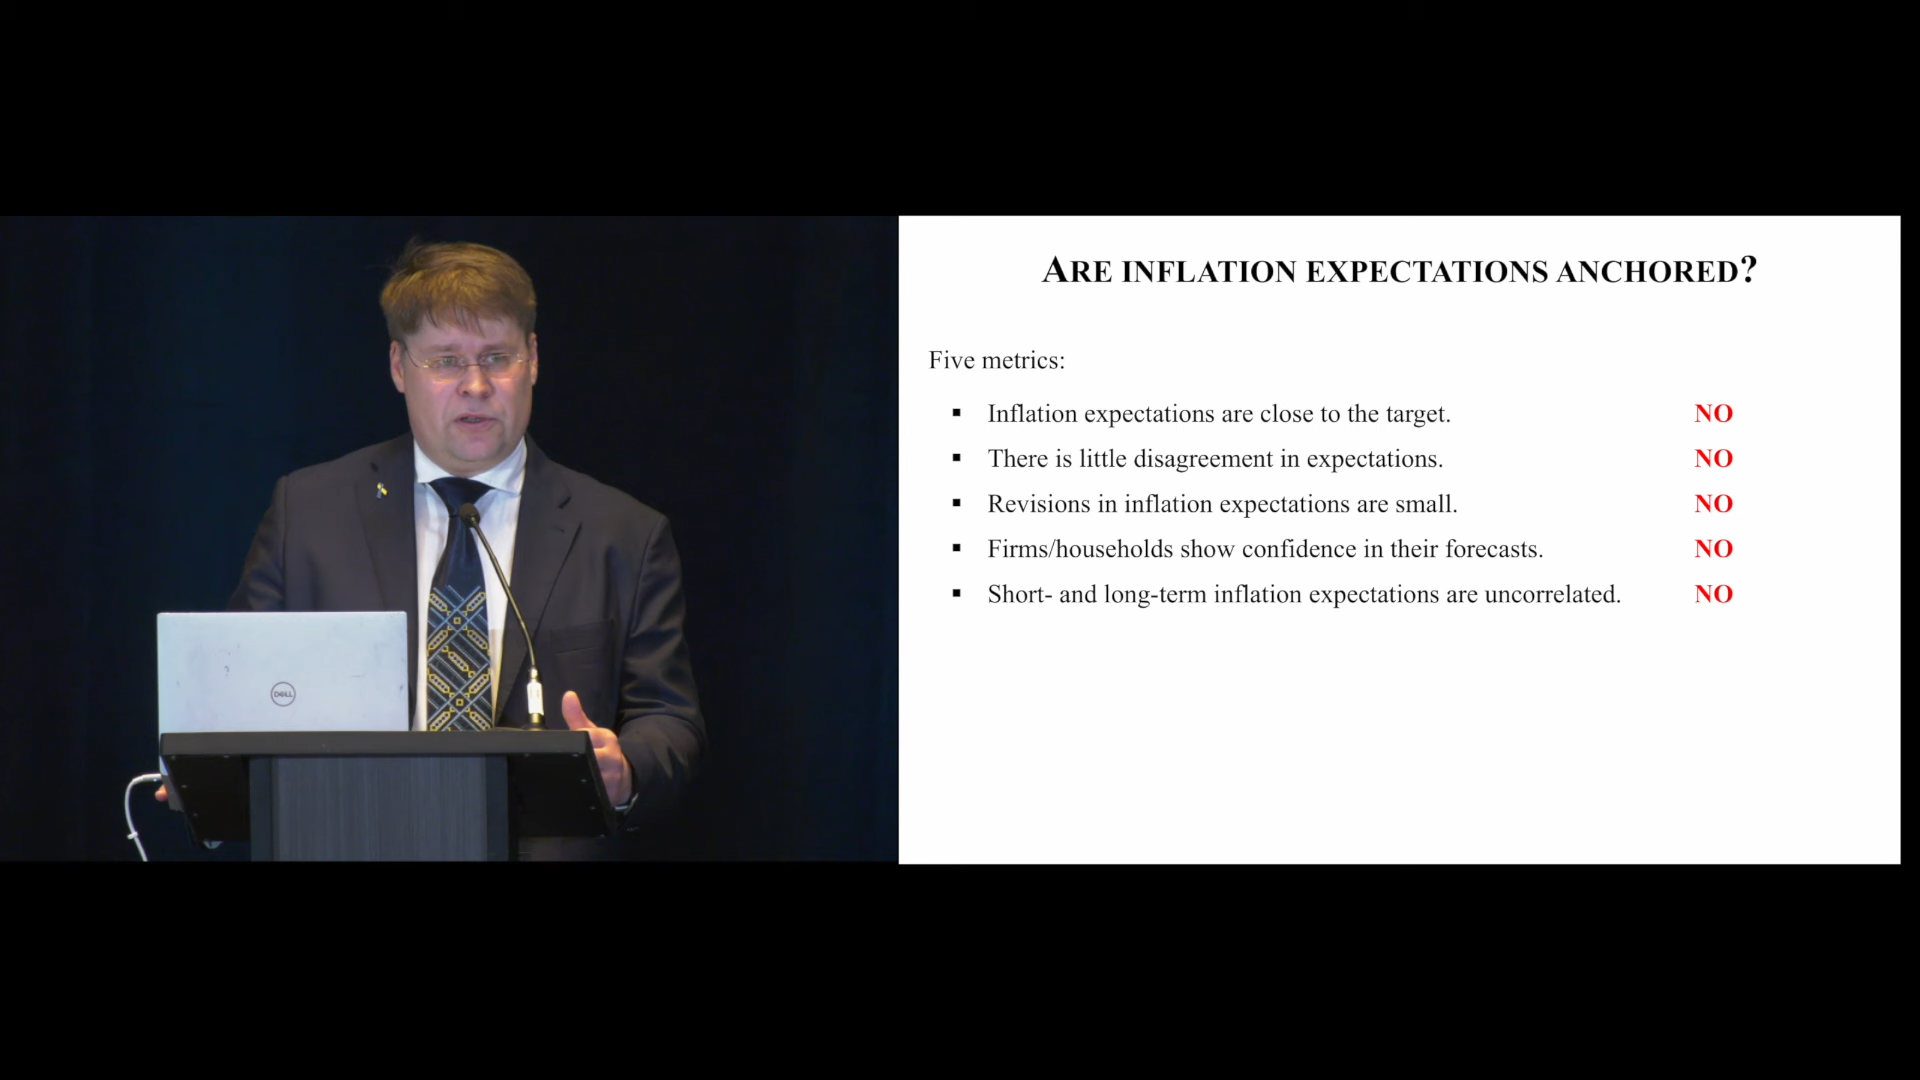 ARE INFLATION EXPECTATIONS ANCHORED?
Five metrics:
▪ Inflation expectations are close to the target. NO
▪ There is little disagreement in expectations. NO
▪ Revisions in inflation expectations are small. NO
▪ Firms/households show confidence in their forecasts. NO
▪ Short- and long-term inflation expectations are uncorrelated. NO
DELL